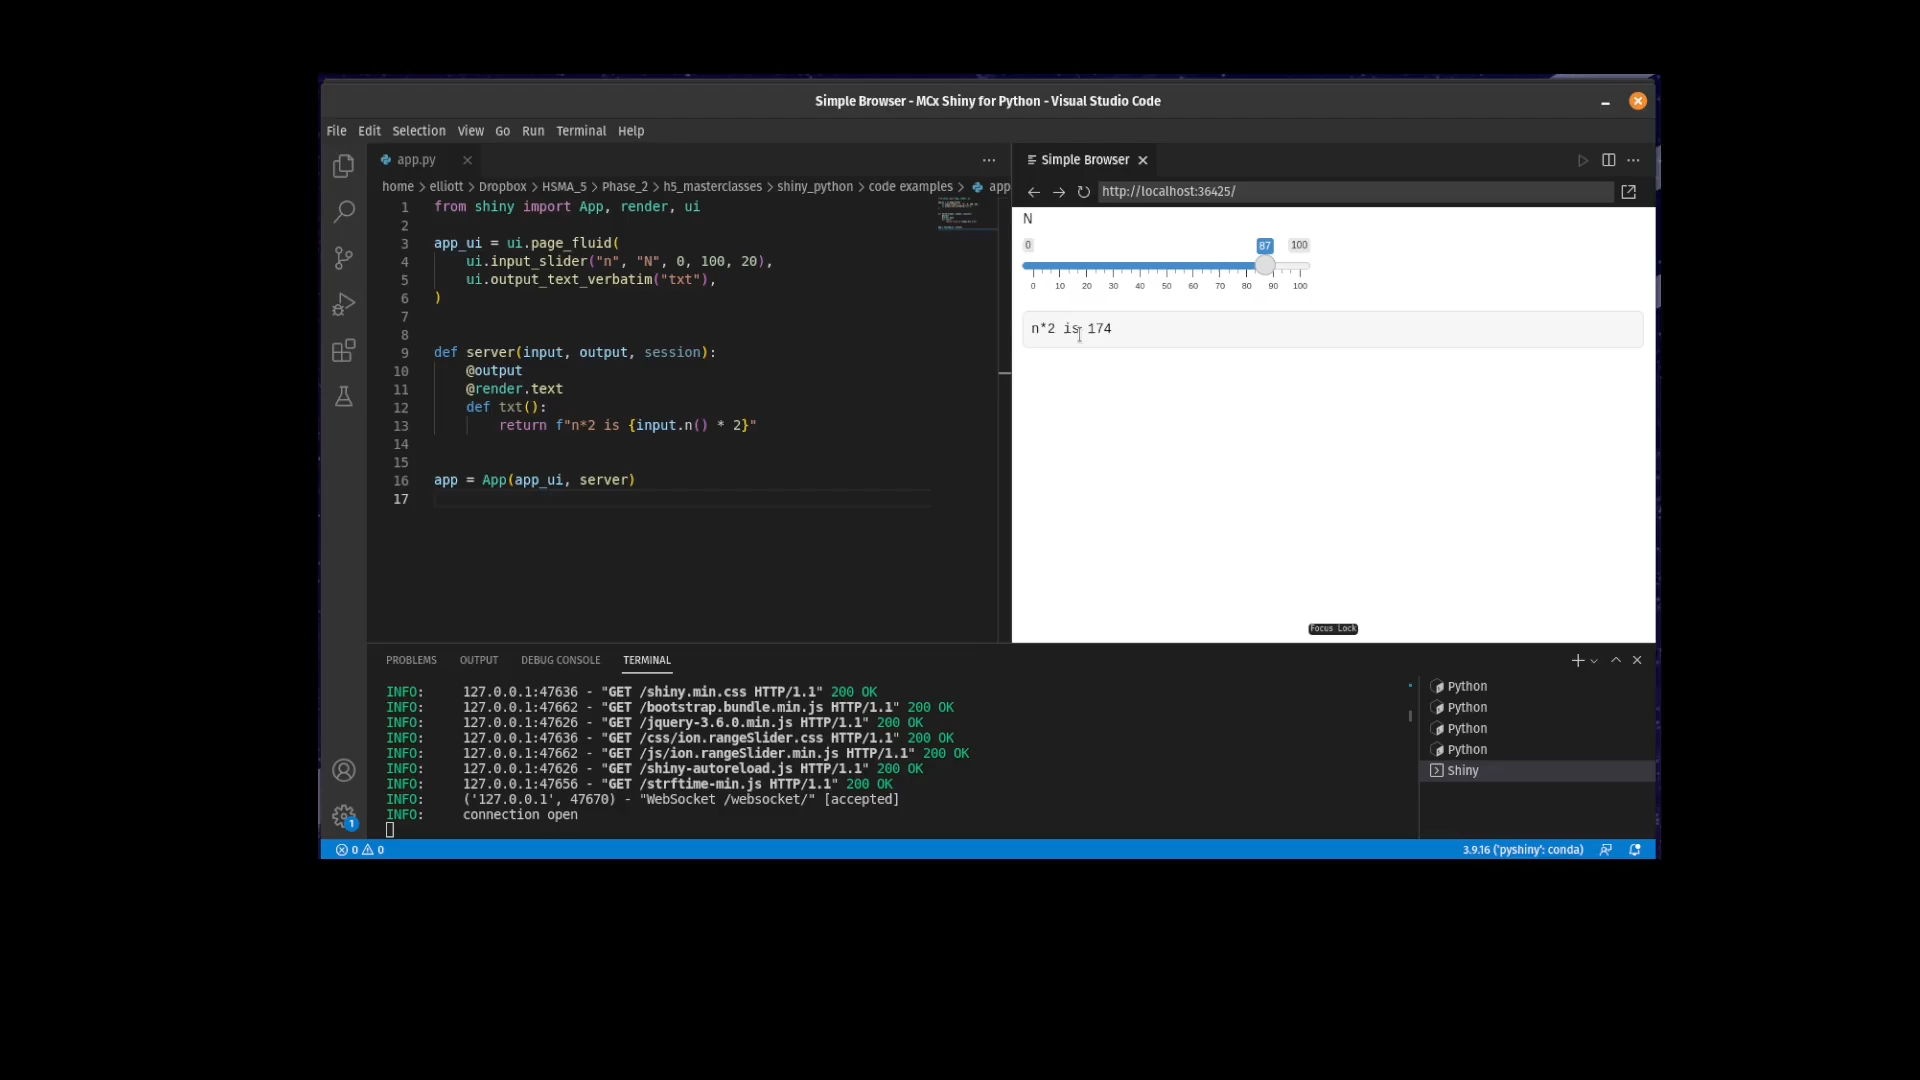 Simple Browser - MCx Shiny for Python - Visual Studio Code
File Edit Selection View Go Run Terminal Help
app.py
home > elliott > Dropbox > HSMA_5 > Phase_2 > h5_masterclasses > shiny_python > code examples > app
1 from shiny import App, render, ui
2
3 app_ui = ui.page_fluid(
4 ui.input_slider("n", "N", 0, 100, 20),
5 ui.output_text_verbatim("txt"),
6 )
7
8
9 def server(input, output, session):
10 @output
11 @render.text
12 def txt():
13 return f"n*2 is {input.n() * 2}"
14
15
16 app = App(app_ui, server)
17
Simple Browser
http://localhost:36425/
N
0 87 100
0 10 20 30 40 50 60 70 80 90 100
n*2 is 174
Focus Lock
PROBLEMS OUTPUT DEBUG CONSOLE TERMINAL
INFO: 127.0.0.1:47636 - "GET /shiny.min.css HTTP/1.1" 200 OK
INFO: 127.0.0.1:47662 - "GET /bootstrap.bundle.min.js HTTP/1.1" 200 OK
INFO: 127.0.0.1:47626 - "GET /jquery-3.6.0.min.js HTTP/1.1" 200 OK
INFO: 127.0.0.1:47636 - "GET /css/ion.rangeSlider.css HTTP/1.1" 200 OK
INFO: 127.0.0.1:47662 - "GET /js/ion.rangeSlider.min.js HTTP/1.1" 200 OK
INFO: 127.0.0.1:47626 - "GET /shiny-autoreload.js HTTP/1.1" 200 OK
INFO: 127.0.0.1:47656 - "GET /strftime-min.js HTTP/1.1" 200 OK
INFO: ('127.0.0.1', 47670) - "WebSocket /websocket/" [accepted]
INFO: connection open
Python
Python
Python
Python
Shiny
1
0 0
3.9.16 ('pyshiny': conda)